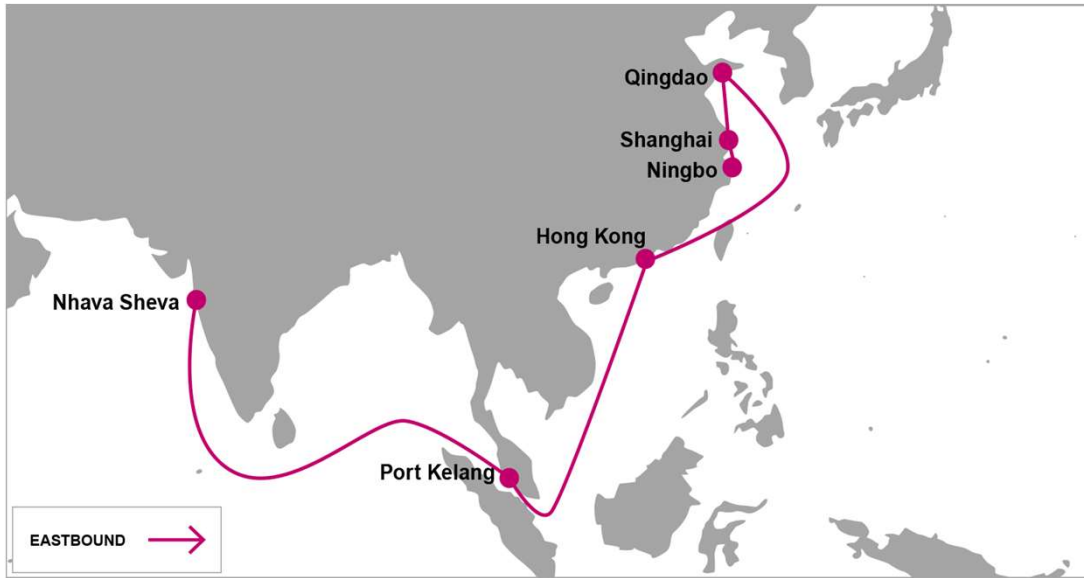 Qingdao
Shanghai
Ningbo
Hong Kong
Nhava Sheva
Port Kelang
EASTBOUND